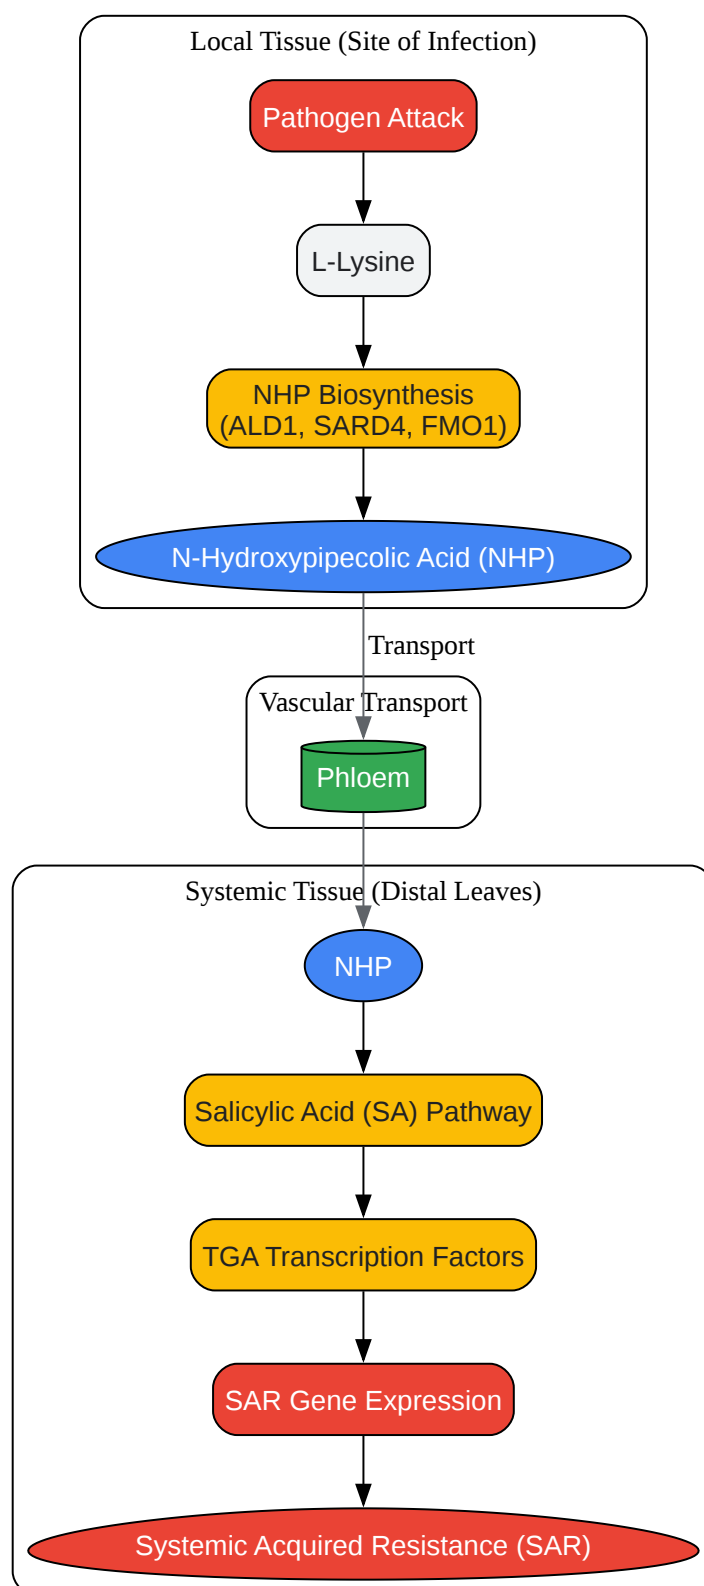 Local Tissue (Site of Infection)
Pathogen Attack
L-Lysine
NHP Biosynthesis
(ALD1, SARD4, FMO1)
N-Hydroxypipecolic Acid (NHP)
Transport
Vascular Transport
Phloem
Systemic Tissue (Distal Leaves)
NHP
Salicylic Acid (SA) Pathway
TGA Transcription Factors
SAR Gene Expression
Systemic Acquired Resistance (SAR)